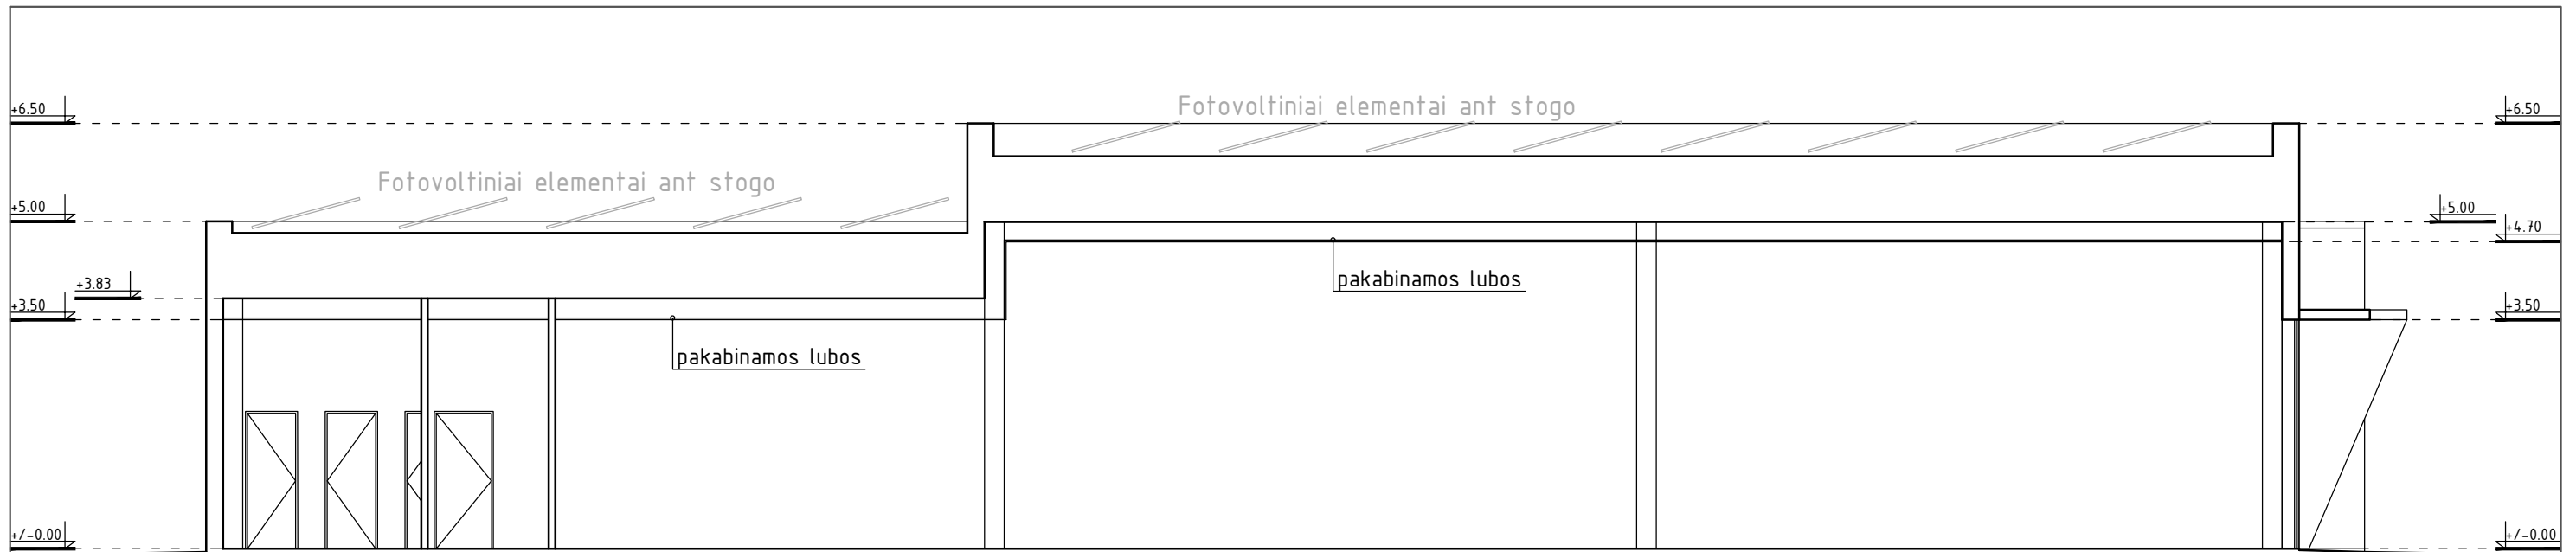 Fotovoltiniai elementai ant stogo
+6.50
+6.50
Fotovoltiniai elementai ant stogo
+5.00
+5.00
+4.70
+3.83
pakabinamos lubos
+3.50
+3.50
pakabinamos lubos
+/-0.00
+/-0.00